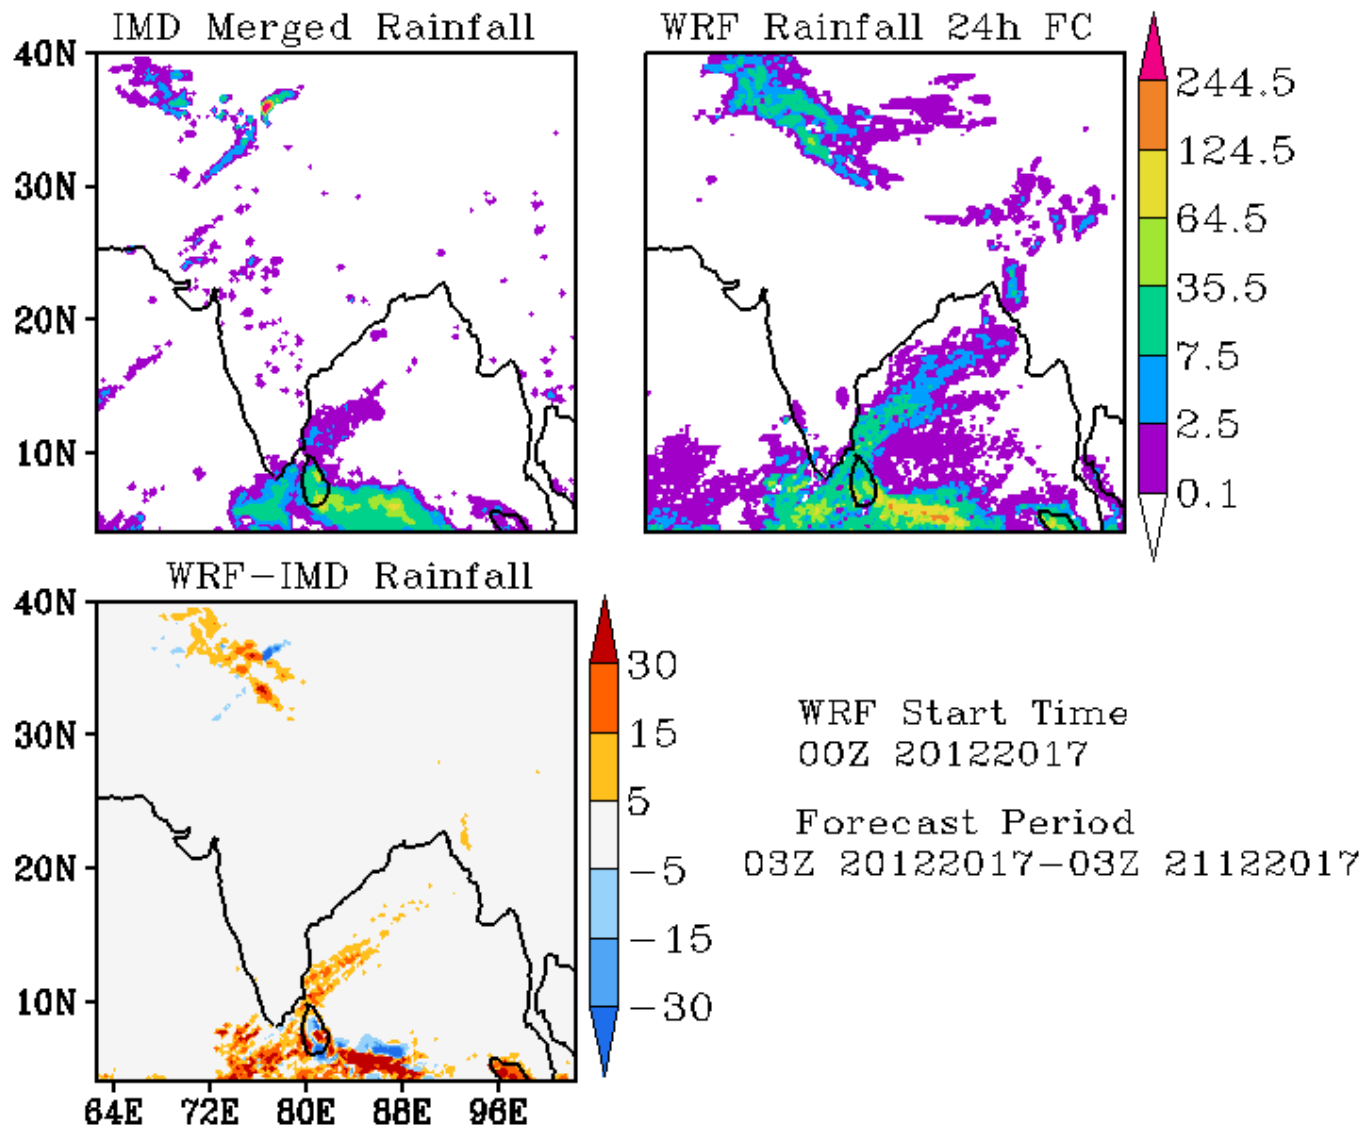 IMD Merged Rainfall
WRF Rainfall 24h FC
40N
30N
20N
10N
244.5
124.5
64.5
35.5
7.5
2.5
0.1
WRF-IMD Rainfall
40N
30N
20N
10N
64E 72E 80E 88E 96E
30
15
5
-5
-15
-30
WRF Start Time
00Z 20122017
Forecast Period
03Z 20122017-03Z 21122017